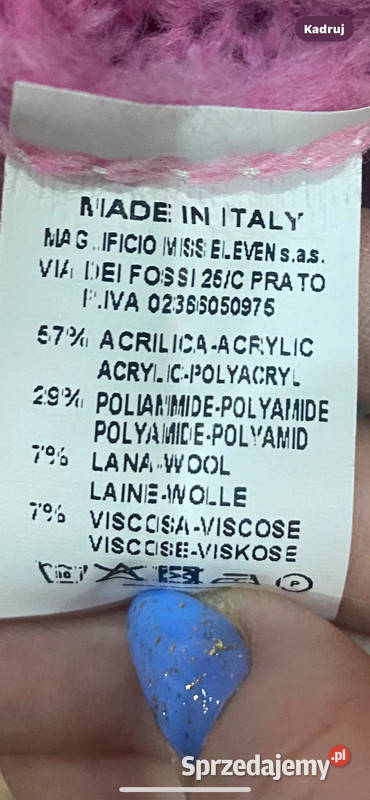 Kadruj
MADE IN ITALY
MAGLIFICIO MISS ELEVEN s.a.s.
VIA DEI FOSSI 25/C PRATO
P.IVA 02366050975
57% ACRILICA-ACRYLIC
ACRYLIC-POLYACRYL
29% POLIAMMIDE-POLYAMIDE
POLYAMIDE-POLYAMID
7% LANA-WOOL
LAINE-WOLLE
7% VISCOSA-VISCOSE
VISCOSE-VISKOSE
P
Sprzedajemy.pl